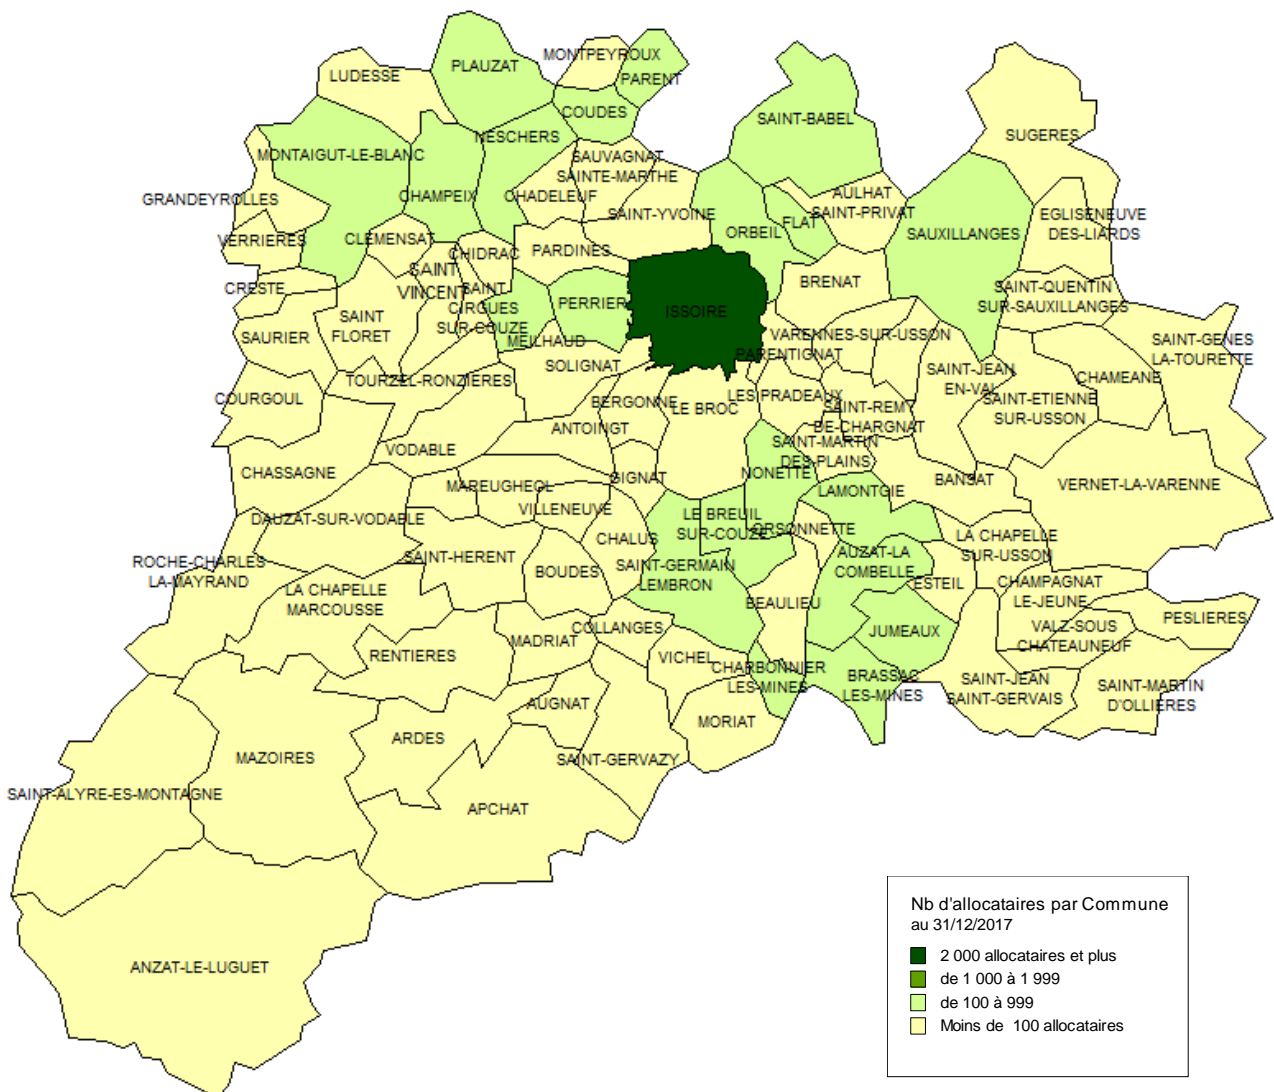 MONTPEYROUX
PLAUZAT
LUDESSE
PARENT
COUDES
SAINT-BABEL
NESCHERS
SUGERES
MONTAIGUT-LE-BLANC
SAUVAGNAT
SAINTE-MARTHE
AULHAT
SAINT-PRIVAT
CHAMPEIX
CHADELEUF
GRANDEYROLLES
SAINT-YVOINE
FLAT
EGLISENEUVE
DES-LIARDS
ORBEIL
SAUXILLANGES
VERRIERES
CLEMENSAT
CHIDRAC
PARDINES
SAINT
VINCENT
BRENAT
CRESTE
SAINT
CIRGUES
SUR-COUZE
SAINT-QUENTIN
SUR-SAUXILLANGES
PERRIER
ISSOIRE
SAINT
FLORET
SAURIER
MEILHAUD
VARENNES-SUR-USSON
SAINT-GENES
LA-TOURETTE
PARENTIGNAT
SOLIGNAT
SAINT-JEAN
EN-VAL
CHAMEANE
TOURZEL-RONZIERES
COURGOUL
BERGONNE
LE BROC
LES PRADEAUX
SAINT-REMY
DE-CHARGNAT
SAINT-ETIENNE
SUR-USSON
ANTOINGT
VODABLE
SAINT-MARTIN
DES-PLAINS
CHASSAGNE
GIGNAT
NONETTE
BANSAT
VERNET-LA-VARENNE
MAREUGHEOL
LAMONTGIE
VILLENEUVE
LE BREUIL
SUR-COUZE
DAUZAT-SUR-VODABLE
ORSONNETTE
CHALUS
LA CHAPELLE
SUR-USSON
ROCHE-CHARLES
LA-MAYRAND
SAINT-HERENT
BOUDES
SAINT-GERMAIN
LEMBRON
AUZAT-LA
COMBELLE
ESTEIL
CHAMPAGNAT
LE-JEUNE
LA CHAPELLE
MARCOUSSE
BEAULIEU
PESLIERES
COLLANGES
JUMEAUX
VALZ-SOUS
CHATEAUNEUF
MADRIAT
RENTIERES
VICHEL
CHARBONNIER
LES-MINES
BRASSAC
LES-MINES
SAINT-JEAN
SAINT-GERVAIS
SAINT-MARTIN
D'OLLIERES
AUGNAT
MORIAT
ARDES
MAZOIRES
SAINT-GERVAZY
SAINT-ALYRE-ES-MONTAGNE
APCHAT
ANZAT-LE-LUGUET
Nb d'allocataires par Commune
au 31/12/2017
2 000 allocataires et plus
de 1 000 à 1 999
de 100 à 999
Moins de 100 allocataires